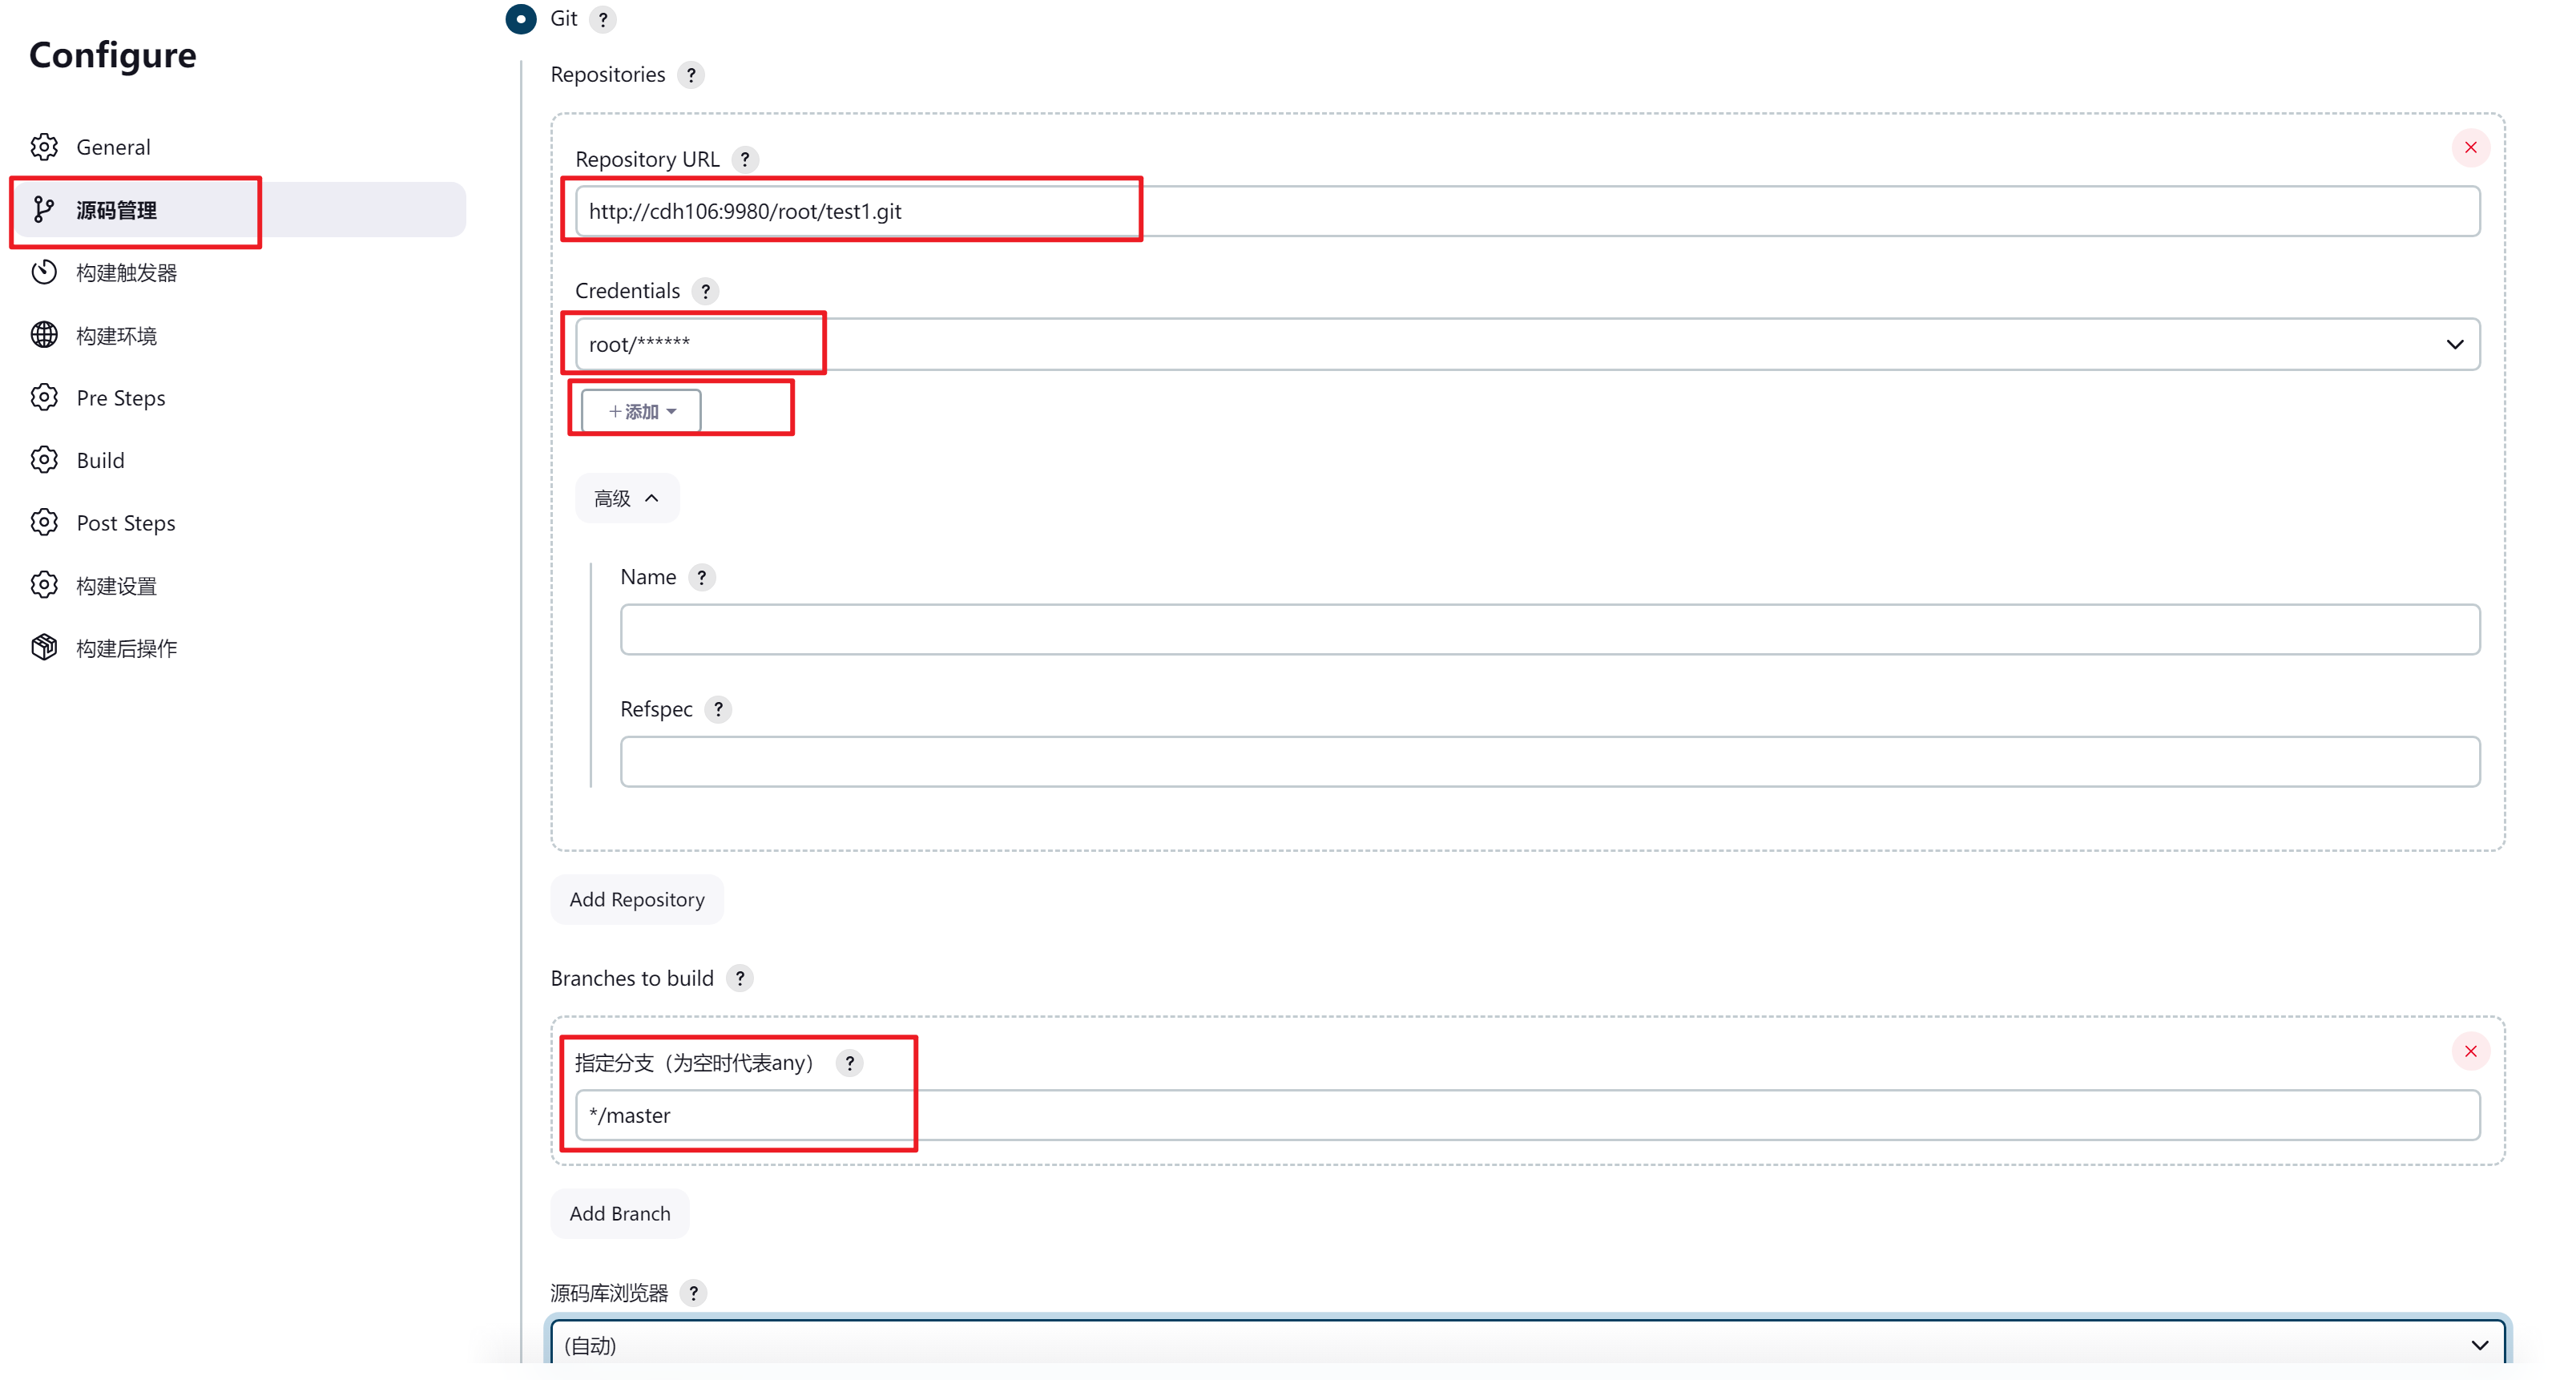 Configure
General
源码管理
构建触发器
构建环境
Pre Steps
Build
Post Steps
构建设置
构建后操作
Git ?
Repositories ?
Repository URL ?
http://cdh106:9980/root/test1.git
Credentials ?
root/******
+添加
高级
Name ?
Refspec ?
Add Repository
Branches to build ?
指定分支（为空时代表any） ?
*/master
Add Branch
源码库浏览器 ?
(自动)